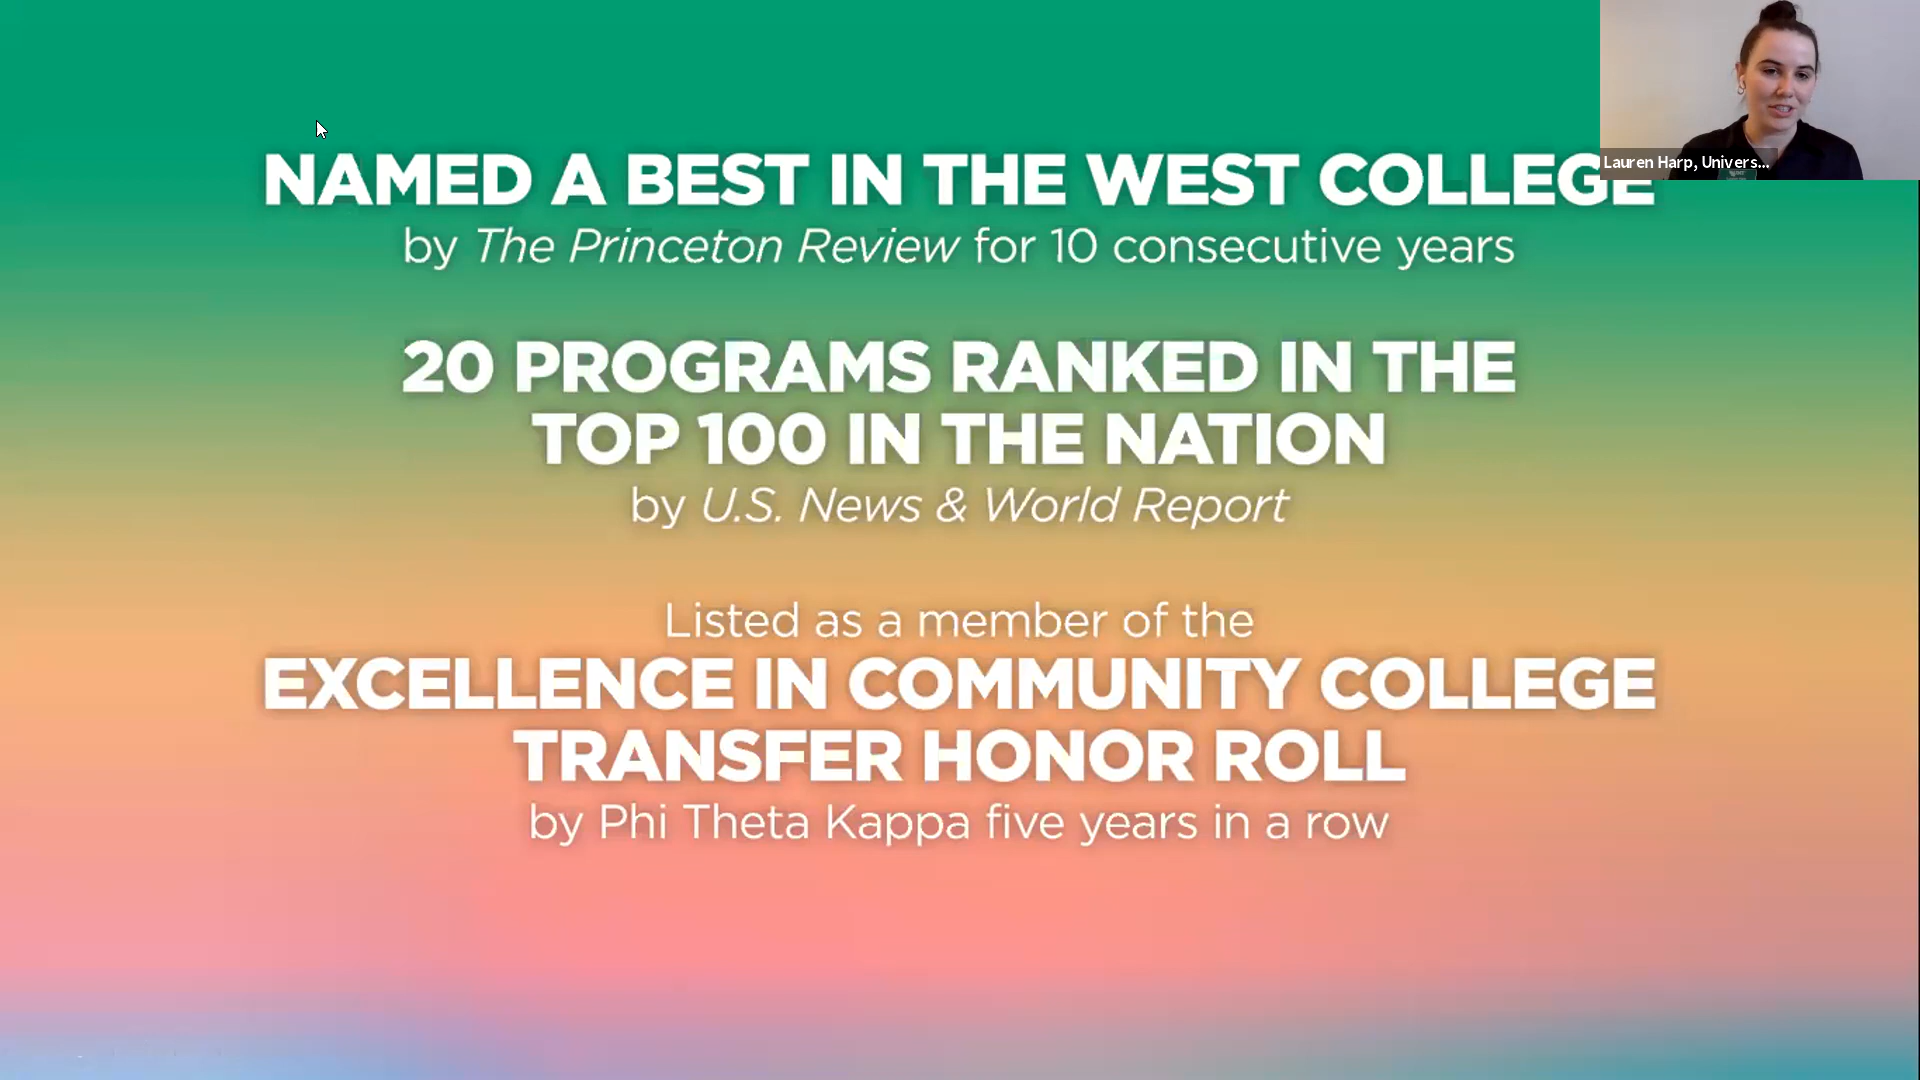 NAMED A BEST IN THE WEST COLLEGE
by The Princeton Review for 10 consecutive years
20 PROGRAMS RANKED IN THE
TOP 100 IN THE NATION
by U.S. News & World Report
Listed as a member of the
EXCELLENCE IN COMMUNITY COLLEGE
TRANSFER HONOR ROLL
by Phi Theta Kappa five years in a row
Lauren Harp, Univers...